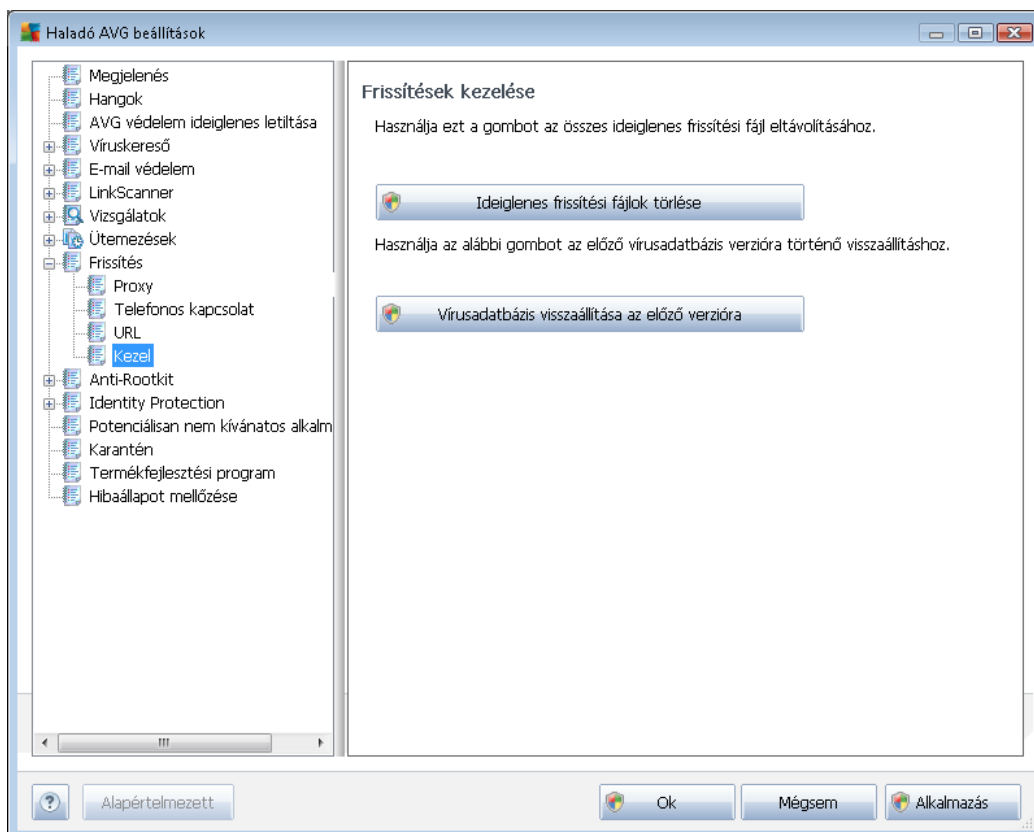 Haladó AVG beállítások
Megjelenés
Hangok
AVG védelem ideiglenes letiltása
Víruskereső
E-mail védelem
LinkScanner
Vizsgálatok
Ütemezések
Frissítés
Proxy
Telefonos kapcsolat
URL
Kezel
Anti-Rootkit
Identity Protection
Potenciálisan nem kívánatos alkalm
Karantén
Termékfejlesztési program
Hibaállapot mellőzése
Frissítések kezelése
Használja ezt a gombot az összes ideiglenes frissítési fájl eltávolításához.
Ideiglenes frissítési fájlok törlése
Használja az alábbi gombot az előző vírusadatbázis verzióra történő visszaállításhoz.
Vírusadatbázis visszaállítása az előző verzióra
?
Alapértelmezett
Ok
Mégsem
Alkalmazás